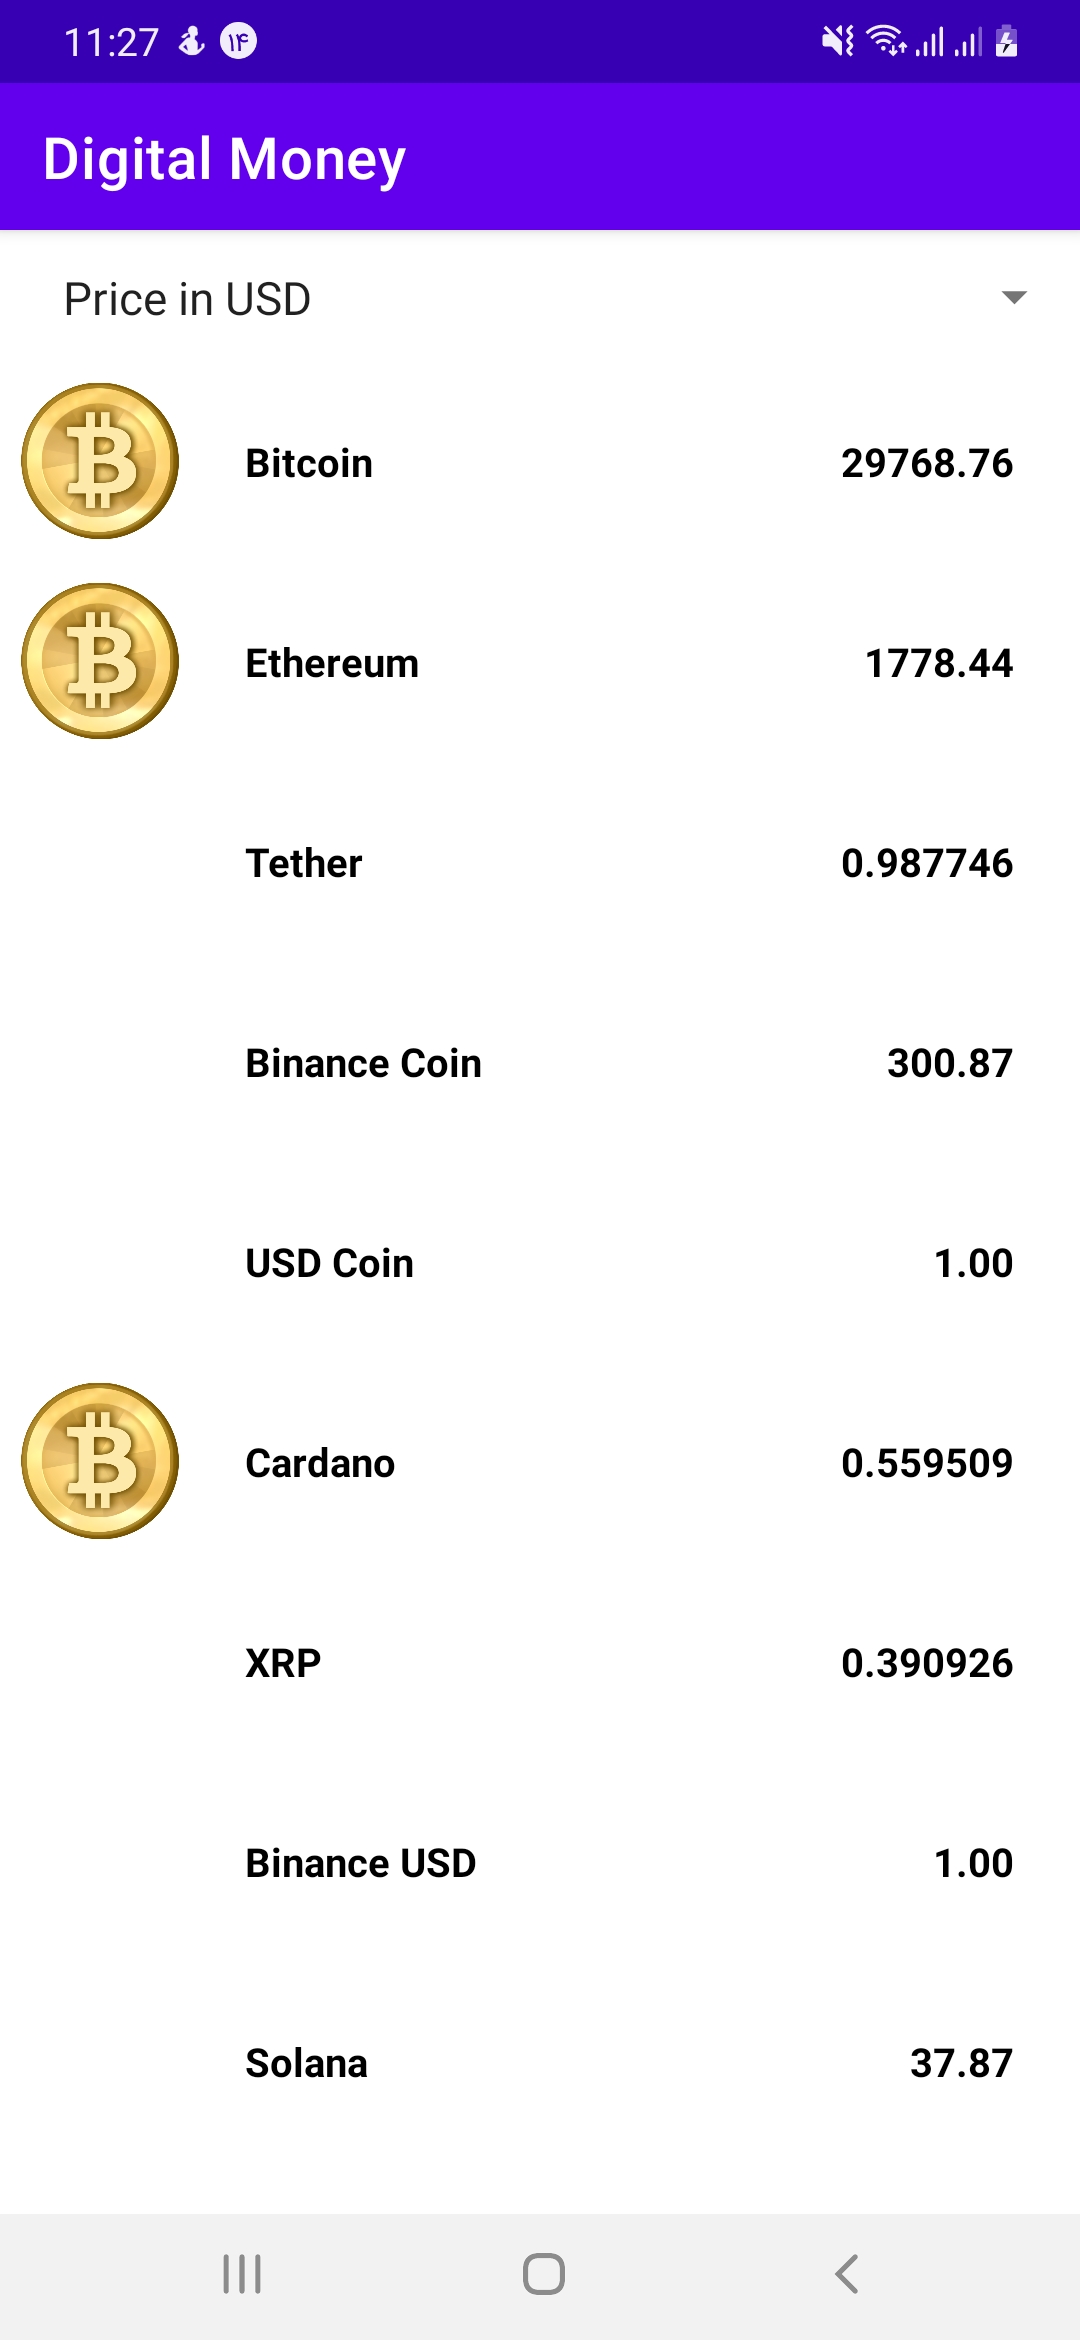 11:27 ۱۴
Digital Money
Price in USD
Bitcoin 29768.76
Ethereum 1778.44
Tether 0.987746
Binance Coin 300.87
USD Coin 1.00
Cardano 0.559509
XRP 0.390926
Binance USD 1.00
Solana 37.87